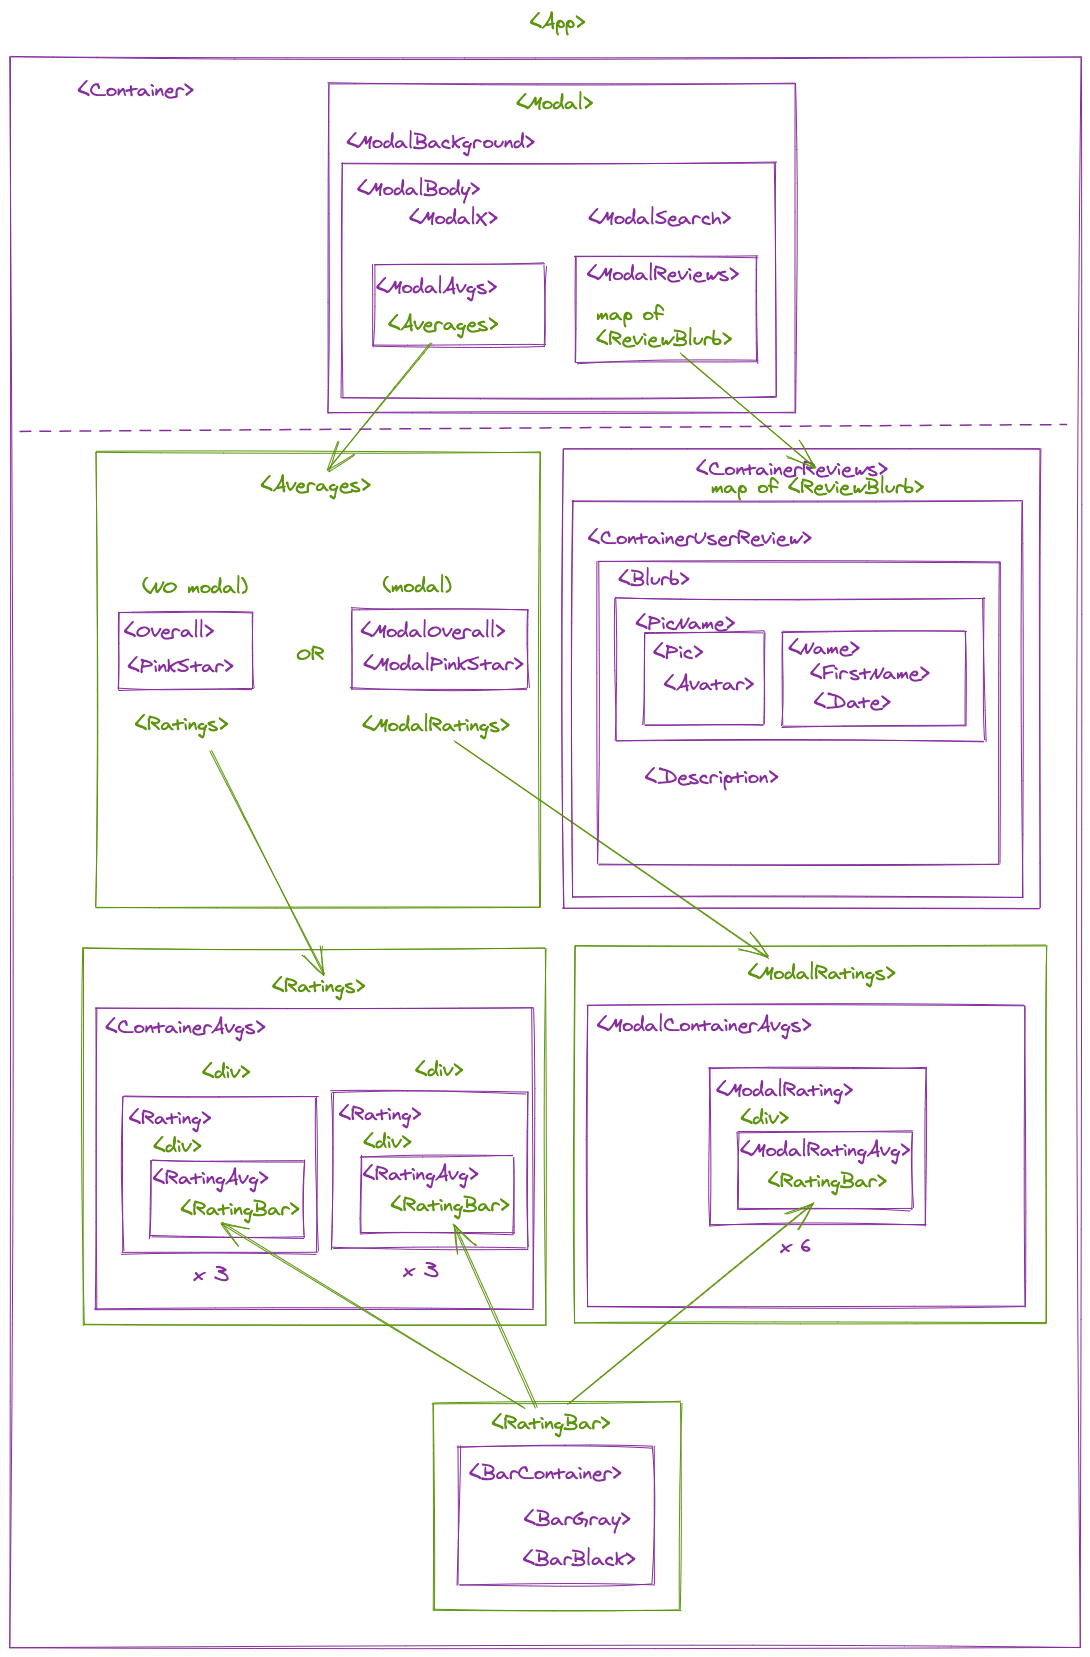 <App>
<Container>
<Modal>
<ModalBackground>
<ModalBody>
<ModalX>
<ModalSearch>
<ModalAvgs>
<Averages>
<ModalReviews>
map of
<ReviewBlurb>
<Averages>
(NO modal)
<Overall>
<PinkStar>
<Ratings>
OR
(modal)
<ModalOverall>
<ModalPinkStar>
<ModalRatings>
<ContainerReviews>
map of <ReviewBlurb>
<ContainerUserReview>
<Blurb>
<PicName>
<Pic>
<Avatar>
<Name>
<FirstName>
<Date>
<Description>
<Ratings>
<ContainerAvgs>
<div>
<Rating>
<div>
<RatingAvg>
<RatingBar>
x 3
<div>
<Rating>
<div>
<RatingAvg>
<RatingBar>
x 3
<ModalRatings>
<ModalContainerAvgs>
<ModalRating>
<div>
<ModalRatingAvg>
<RatingBar>
x 6
<RatingBar>
<BarContainer>
<BarGray>
<BarBlack>